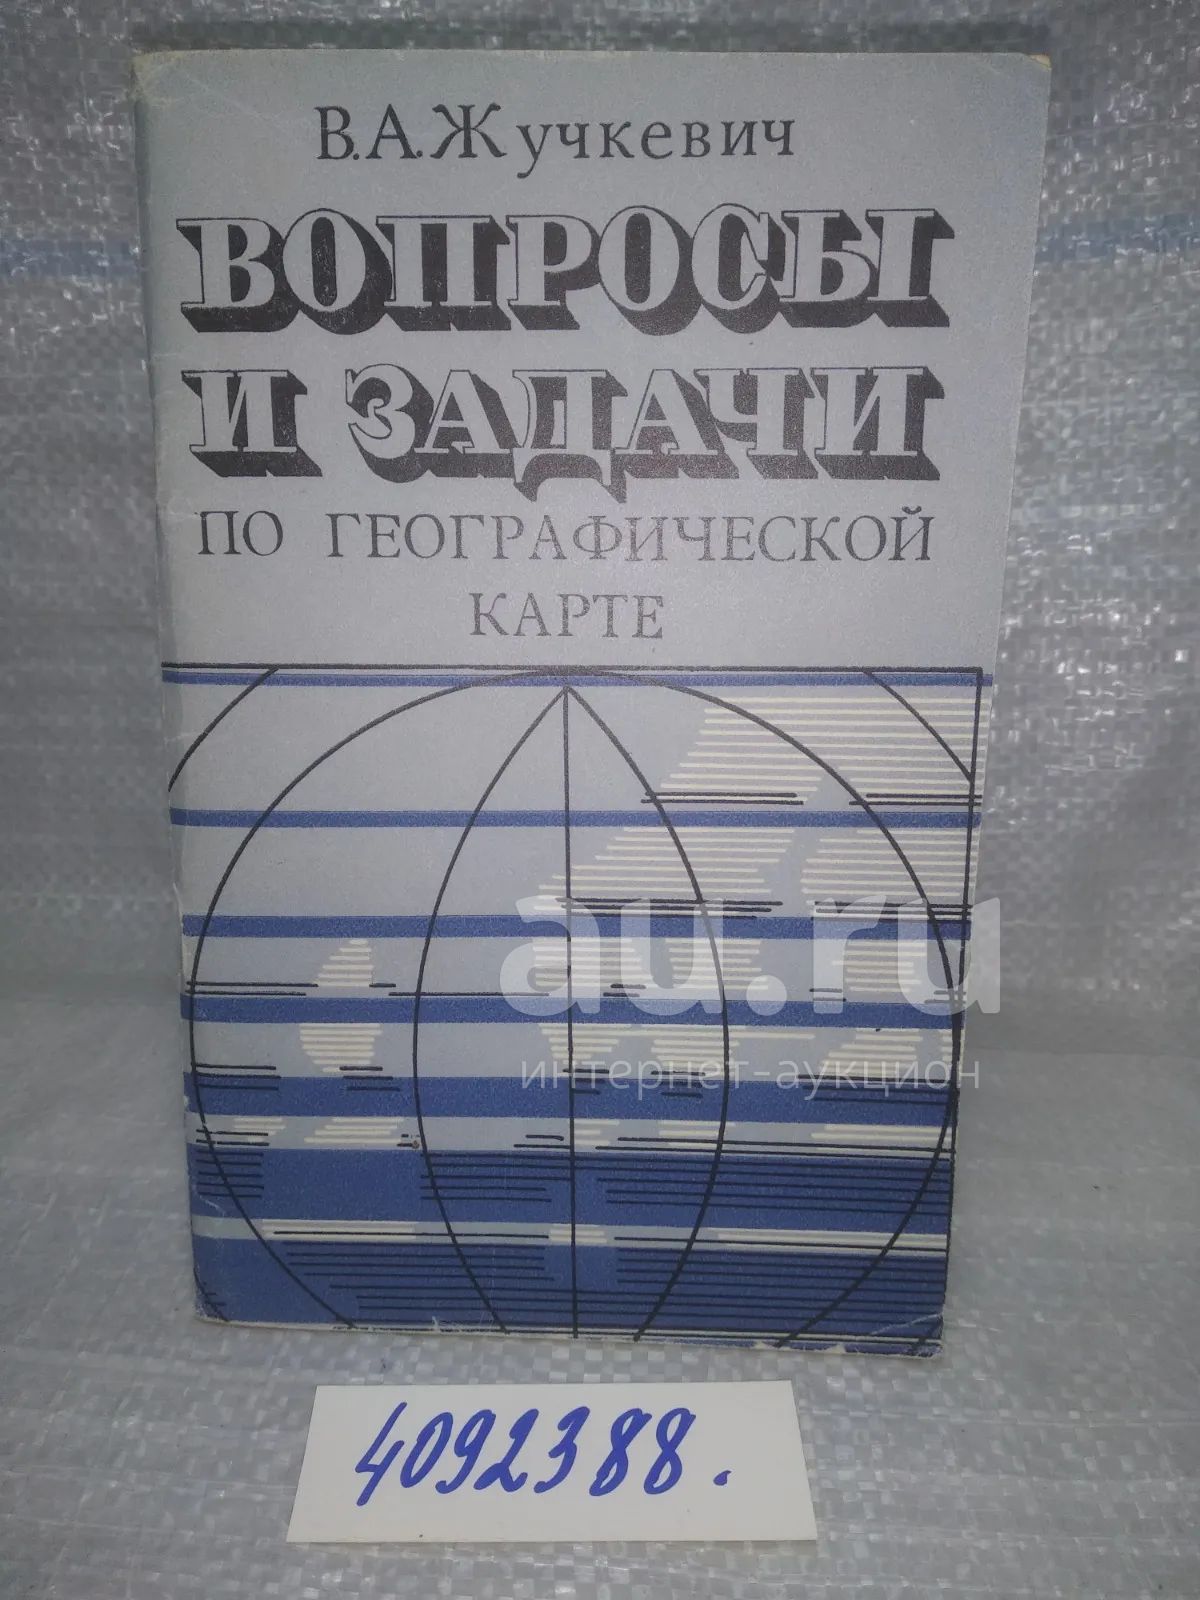 В.А.Жучкевич
ВОПРОСЫ
И ЗАДАЧИ
ПО ГЕОГРАФИЧЕСКОЙ
КАРТЕ
au.ru
интернет-аукцион
4092388.